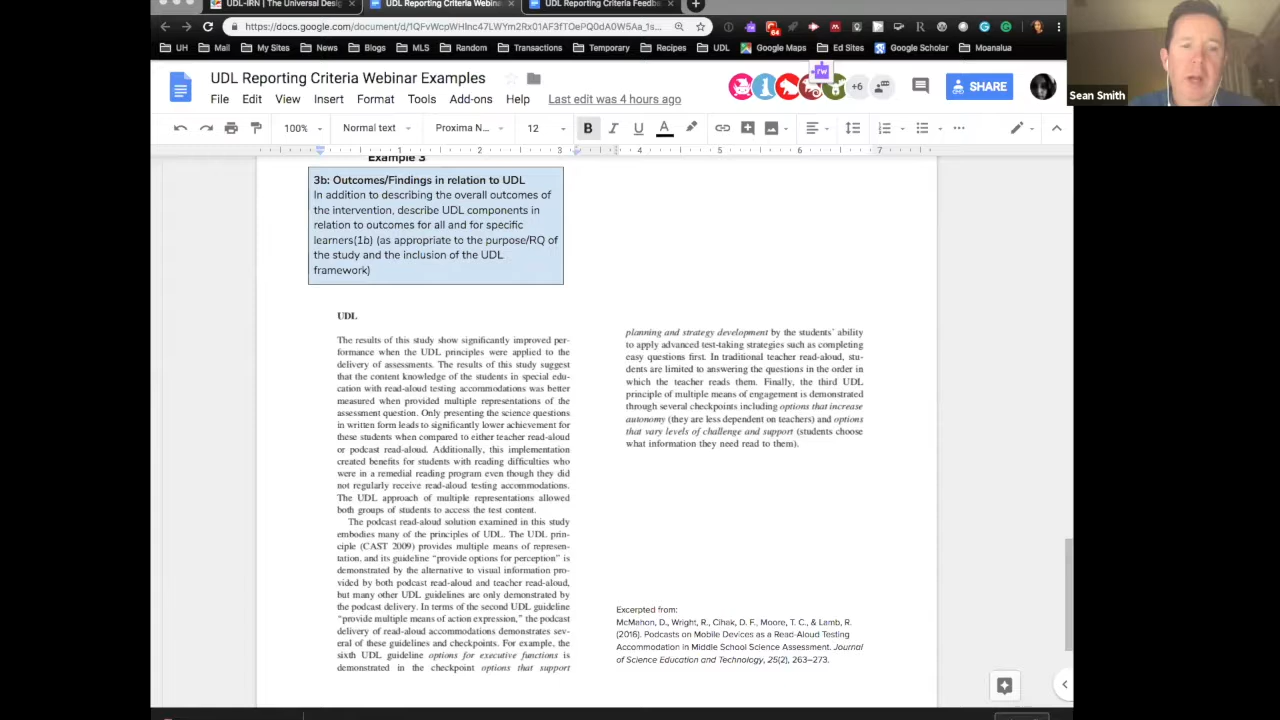 UDL-IRN | The Universal Desig
UDL Reporting Criteria Webina
UDL Reporting Criteria Feedb
https://docs.google.com/document/d/1QFvWcpWHInc47LWYm2Rx01AF3fTOePQ0dA0W5Aa_1s...
64
UH
Mail
My Sites
News
Blogs
MLS
Random
Transactions
Temporary
Recipes
UDL
Google Maps
Ed Sites
Google Scholar
Moanalua
Sean Smith
UDL Reporting Criteria Webinar Examples
rw
+6
SHARE
File Edit View Insert Format Tools Add-ons Help Last edit was 4 hours ago
100% Normal text Proxima N... 12 B I U A
1 2 3 4 5 6 7
Example 3
3b: Outcomes/Findings in relation to UDL
In addition to describing the overall outcomes of
the intervention, describe UDL components in
relation to outcomes for all and for specific
learners(1b) (as appropriate to the purpose/RQ of
the study and the inclusion of the UDL
framework)
UDL
The results of this study show significantly improved per-
formance when the UDL principles were applied to the
delivery of assessments. The results of this study suggest
that the content knowledge of the students in special edu-
cation with read-aloud testing accommodations was better
measured when provided multiple representations of the
assessment question. Only presenting the science questions
in written form leads to significantly lower achievement for
these students when compared to either teacher read-aloud
or podcast read-aloud. Additionally, this implementation
created benefits for students with reading difficulties who
were in a remedial reading program even though they did
not regularly receive read-aloud testing accommodations.
The UDL approach of multiple representations allowed
both groups of students to access the test content.
The podcast read-aloud solution examined in this study
embodies many of the principles of UDL. The UDL prin-
ciple (CAST 2009) provides multiple means of represen-
tation, and its guideline “provide options for perception” is
demonstrated by the alternative to visual information pro-
vided by both podcast read-aloud and teacher read-aloud,
but many other UDL guidelines are only demonstrated by
the podcast delivery. In terms of the second UDL guideline
“provide multiple means of action expression,” the podcast
delivery of read-aloud accommodations demonstrates sev-
eral of these guidelines and checkpoints. For example, the
sixth UDL guideline options for executive functions is
demonstrated in the checkpoint options that support
planning and strategy development by the students’ ability
to apply advanced test-taking strategies such as completing
easy questions first. In traditional teacher read-aloud, stu-
dents are limited to answering the questions in the order in
which the teacher reads them. Finally, the third UDL
principle of multiple means of engagement is demonstrated
through several checkpoints including options that increase
autonomy (they are less dependent on teachers) and options
that vary levels of challenge and support (students choose
what information they need read to them).
Excerpted from:
McMahon, D., Wright, R., Cihak, D. F., Moore, T. C., & Lamb, R.
(2016). Podcasts on Mobile Devices as a Read-Aloud Testing
Accommodation in Middle School Science Assessment. Journal
of Science Education and Technology, 25(2), 263–273.